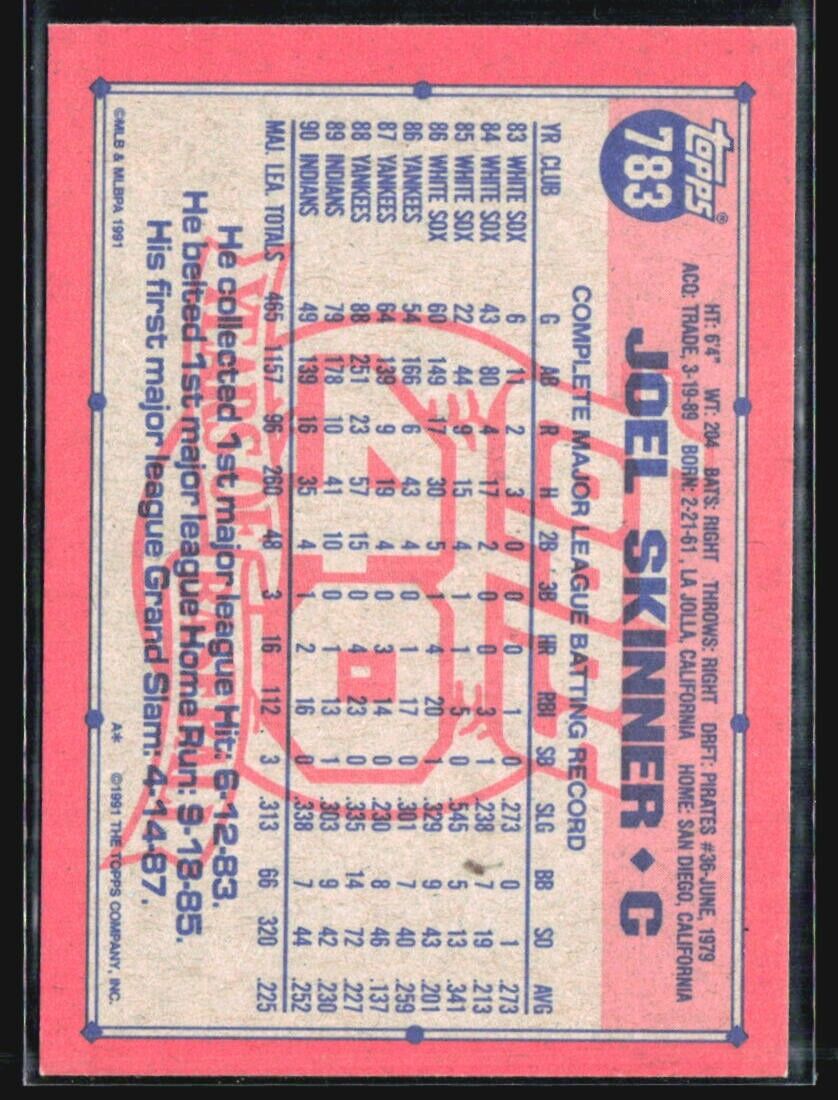 Topps®
783
JOEL SKINNER ♦ C
HT: 6'4" WT: 204 BATS: RIGHT THROWS: RIGHT DRFT: PIRATES #36-JUNE, 1979
ACQ: TRADE, 3-19-89 BORN: 2-21-61, LA JOLLA, CALIFORNIA HOME: SAN DIEGO, CALIFORNIA
COMPLETE MAJOR LEAGUE BATTING RECORD
YR CLUB G AB R H 2B 3B HR RBI SB SLG BB SO AVG
83 WHITE SOX 6 11 2 3 0 0 0 1 0 .273 0 1 .273
84 WHITE SOX 43 80 4 17 2 0 0 3 1 .238 7 19 .213
85 WHITE SOX 22 44 9 15 4 1 1 5 0 .545 5 13 .341
86 WHITE SOX 60 149 17 30 5 1 4 20 1 .329 9 43 .201
86 YANKEES 54 166 6 43 4 0 1 17 0 .301 7 40 .259
87 YANKEES 64 139 9 19 4 0 3 14 0 .230 8 46 .137
88 YANKEES 88 251 23 57 15 0 4 23 0 .335 14 72 .227
89 INDIANS 79 178 10 41 10 0 1 13 1 .303 9 42 .230
90 INDIANS 49 139 16 35 4 1 2 16 0 .338 7 44 .252
MAJ. LEA. TOTALS 465 1157 96 260 48 3 16 112 3 .313 66 320 .225
He collected 1st major league Hit: 6-12-83.
He belted 1st major league Home Run: 9-18-85.
His first major league Grand Slam: 4-14-87.
40
YEARS OF BASEBALL
©MLB & MLBPA 1991
A* ©1991 THE TOPPS COMPANY, INC.